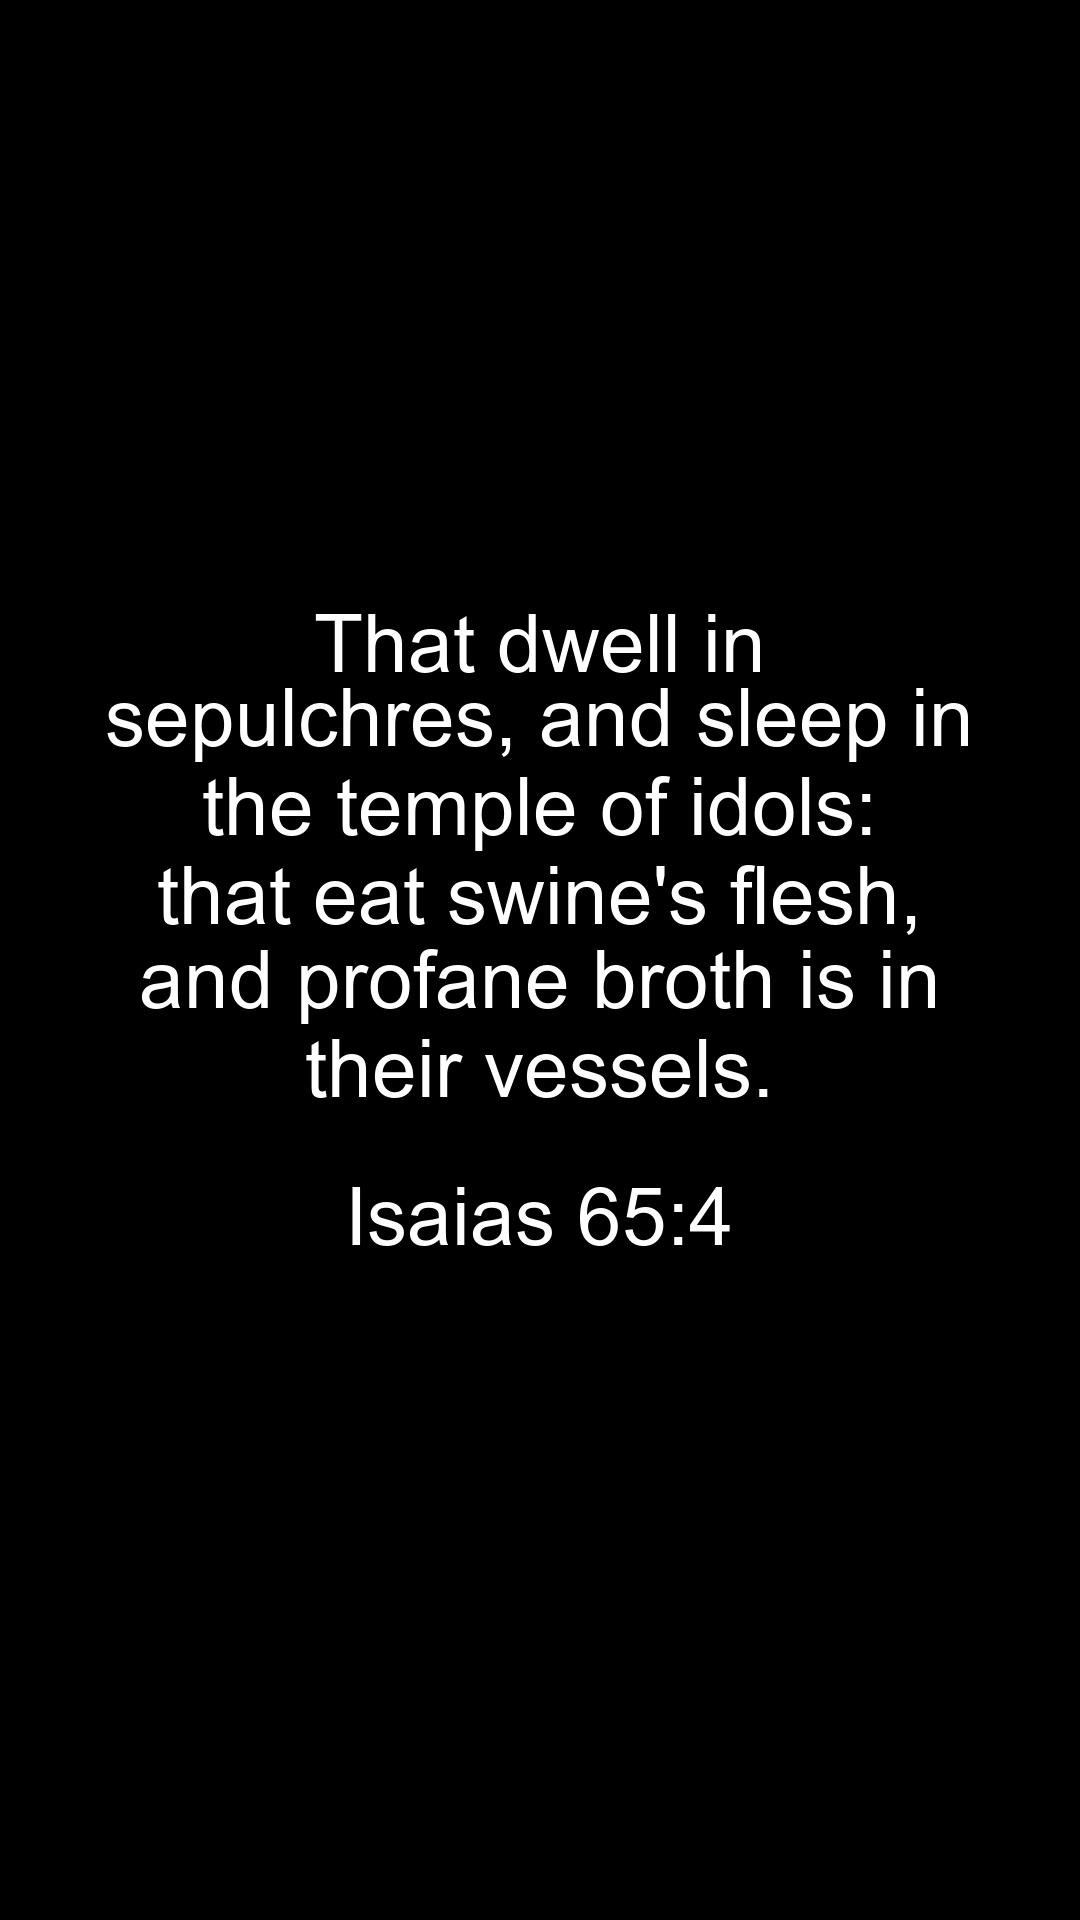 That dwell in
sepulchres, and sleep in
the temple of idols:
that eat swine's flesh,
and profane broth is in
their vessels.
Isaias 65:4